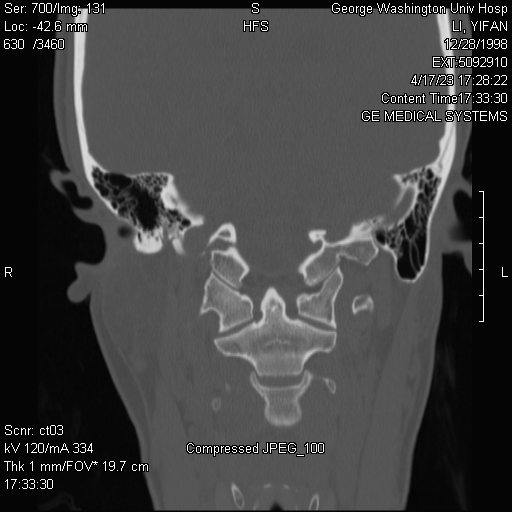 Ser: 700/Img: 131
Loc: -42.6 mm
630 /3460
S
HFS
George Washington Univ Hosp
LI, YIFAN
12/28/1998
EXT:5092910
4/17/23 17:28:22
Content Time17:33:30
GE MEDICAL SYSTEMS
R
L
Scnr: ct03
kV 120/mA 334
Thk 1 mm/FOV* 19.7 cm
17:33:30
Compressed JPEG_100